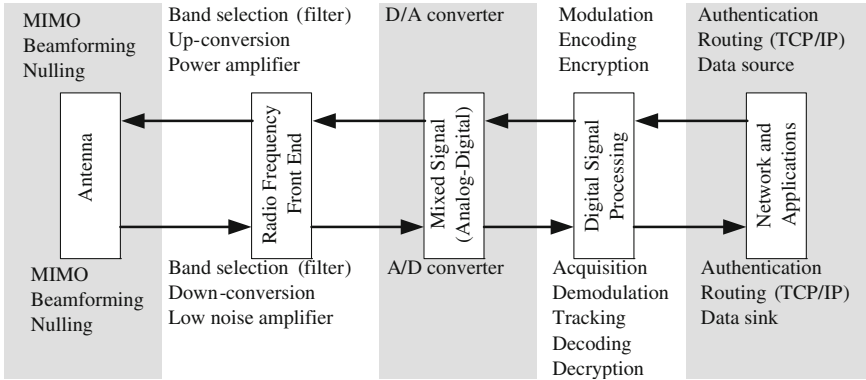 MIMO
Beamforming
Nulling
Band selection (filter)
Up-conversion
Power amplifier
D/A converter
Modulation
Encoding
Encryption
Authentication
Routing (TCP/IP)
Data source
Antenna
Radio Frequency
Front End
Mixed Signal
(Analog-Digital)
Digital Signal
Processing
Network and
Applications
MIMO
Beamforming
Nulling
Band selection (filter)
Down-conversion
Low noise amplifier
A/D converter
Acquisition
Demodulation
Tracking
Decoding
Decryption
Authentication
Routing (TCP/IP)
Data sink